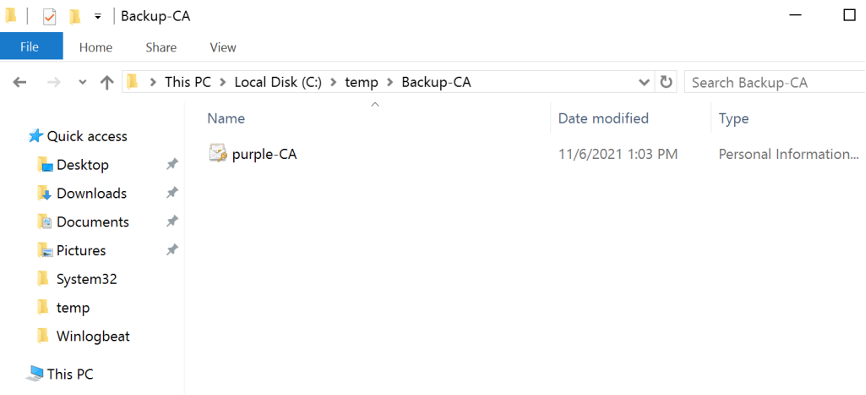 Backup-CA
File Home Share View
This PC Local Disk (C:) temp Backup-CA Search Backup-CA
Name Date modified Type
Quick access
purple-CA 11/6/2021 1:03 PM Personal Information...
Desktop
Downloads
Documents
Pictures
System32
temp
Winlogbeat
This PC